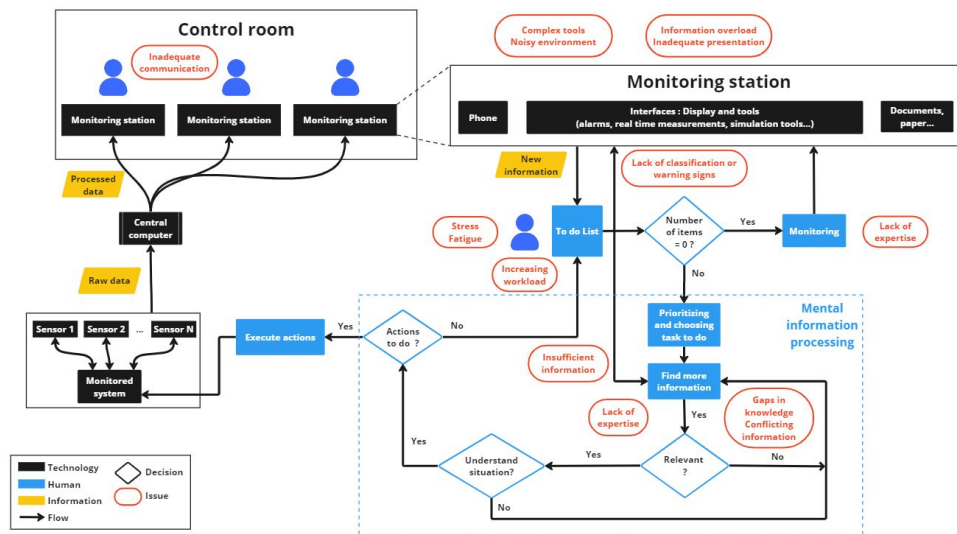 Control room
Inadequate
communication
Monitoring station
Monitoring station
Monitoring station
Complex tools
Noisy environment
Information overload
Inadequate presentation
Monitoring station
Phone
Interfaces : Display and tools
(alarms, real time measurements, simulation tools...)
Documents,
paper...
Processed
data
Central
computer
Raw data
Sensor 1
Sensor 2
...
Sensor N
Monitored
system
New
information
Lack of classification or
warning signs
Stress
Fatigue
To do List
Number
of items
= 0 ?
Yes
Monitoring
Lack of
expertise
Increasing
workload
No
Mental
information
processing
Prioritizing
and choosing
task to do
Execute actions
Yes
Actions
to do ?
No
Insufficient
information
Find more
information
Lack of
expertise
Yes
Gaps in
knowledge
Conflicting
information
Yes
Understand
situation?
Yes
Relevant
?
No
No
Technology
Human
Information
Flow
Decision
Issue